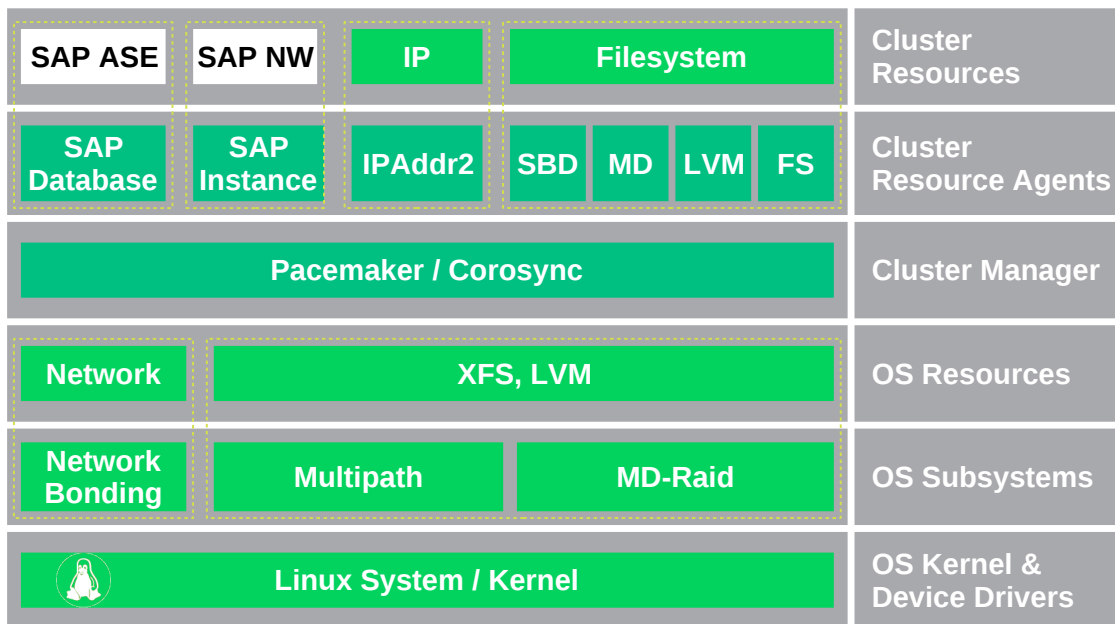 SAP ASE
SAP NW
IP
Filesystem
Cluster
Resources
SAP
Database
SAP
Instance
IPAddr2
SBD
MD
LVM
FS
Cluster
Resource Agents
Pacemaker / Corosync
Cluster Manager
Network
XFS, LVM
OS Resources
Network
Bonding
Multipath
MD-Raid
OS Subsystems
Linux System / Kernel
OS Kernel &
Device Drivers